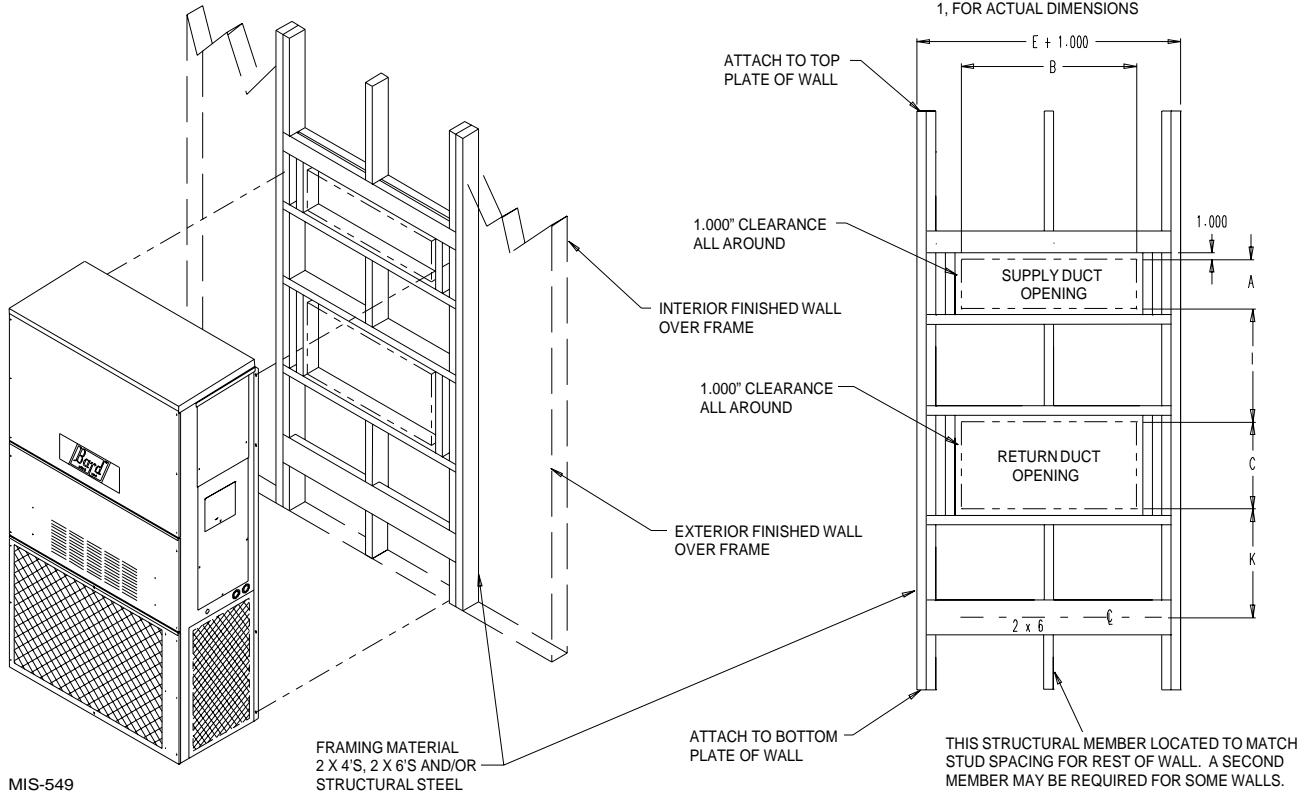 1, FOR ACTUAL DIMENSIONS
E + 1.000
B
ATTACH TO TOP
PLATE OF WALL
1.000
1.000” CLEARANCE
ALL AROUND
SUPPLY DUCT
OPENING
A
INTERIOR FINISHED WALL
OVER FRAME
1.000” CLEARANCE
ALL AROUND
RETURN DUCT
OPENING
C
Bard
EXTERIOR FINISHED WALL
OVER FRAME
K
2 x 6
℄
ATTACH TO BOTTOM
PLATE OF WALL
FRAMING MATERIAL
2 X 4'S, 2 X 6'S AND/OR
STRUCTURAL STEEL
THIS STRUCTURAL MEMBER LOCATED TO MATCH
STUD SPACING FOR REST OF WALL.  A SECOND
MEMBER MAY BE REQUIRED FOR SOME WALLS.
MIS-549